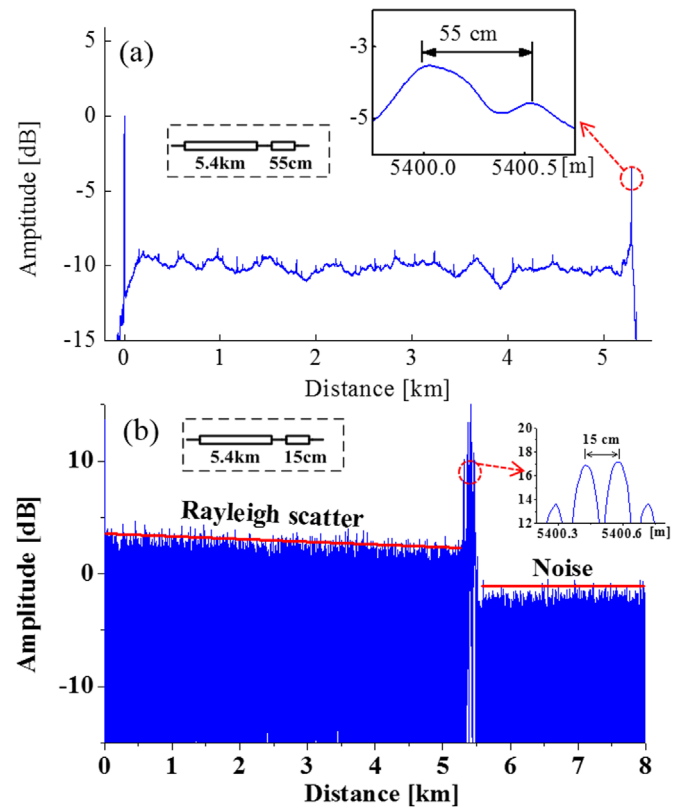 (a)
Amptitude [dB]
5
0
-5
-10
-15
5.4km 55cm
55 cm
-3
-5
5400.0 5400.5 [m]
0 1 2 3 4 5
Distance [km]
(b)
Amplitude [dB]
10
0
-10
5.4km 15cm
Rayleigh scatter
20
18
16
14
12
15 cm
5400.3 5400.6 [m]
Noise
0 1 2 3 4 5 6 7 8
Distance [km]